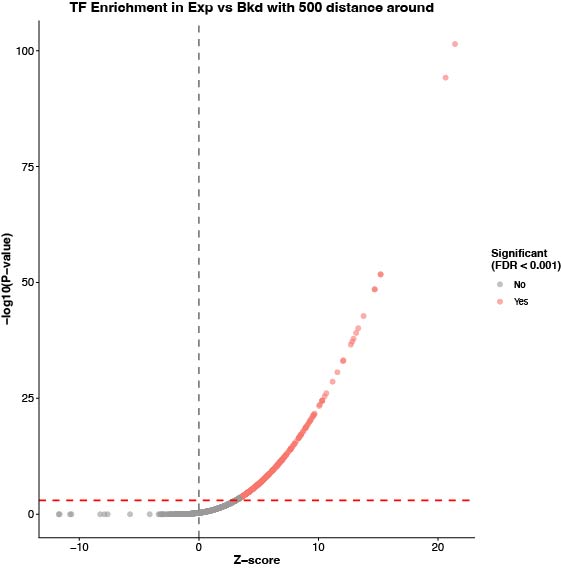 TF Enrichment in Exp vs Bkd with 500 distance around
−log10(P−value)
100
75
50
25
0
−10
0
10
20
Z−score
Significant
(FDR < 0.001)
No
Yes